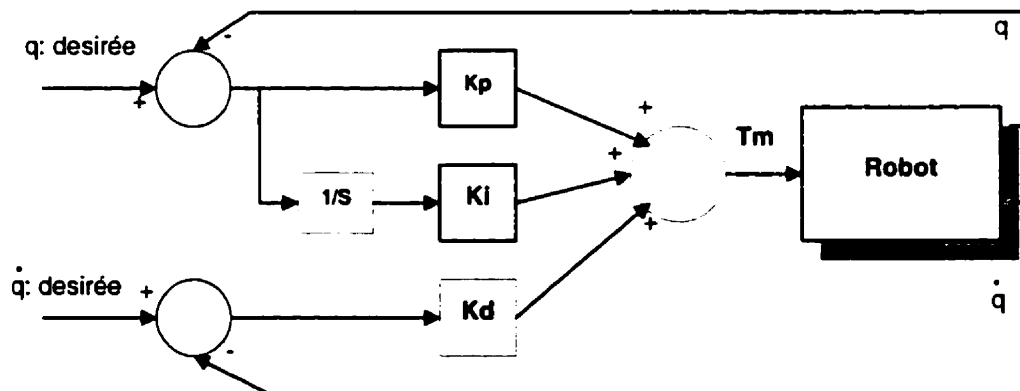 - q
q: desirée
+
Kp
+
Tm
+
Robot
1/S
Ki
+
q̇: desirée
+
Kd
q̇
-